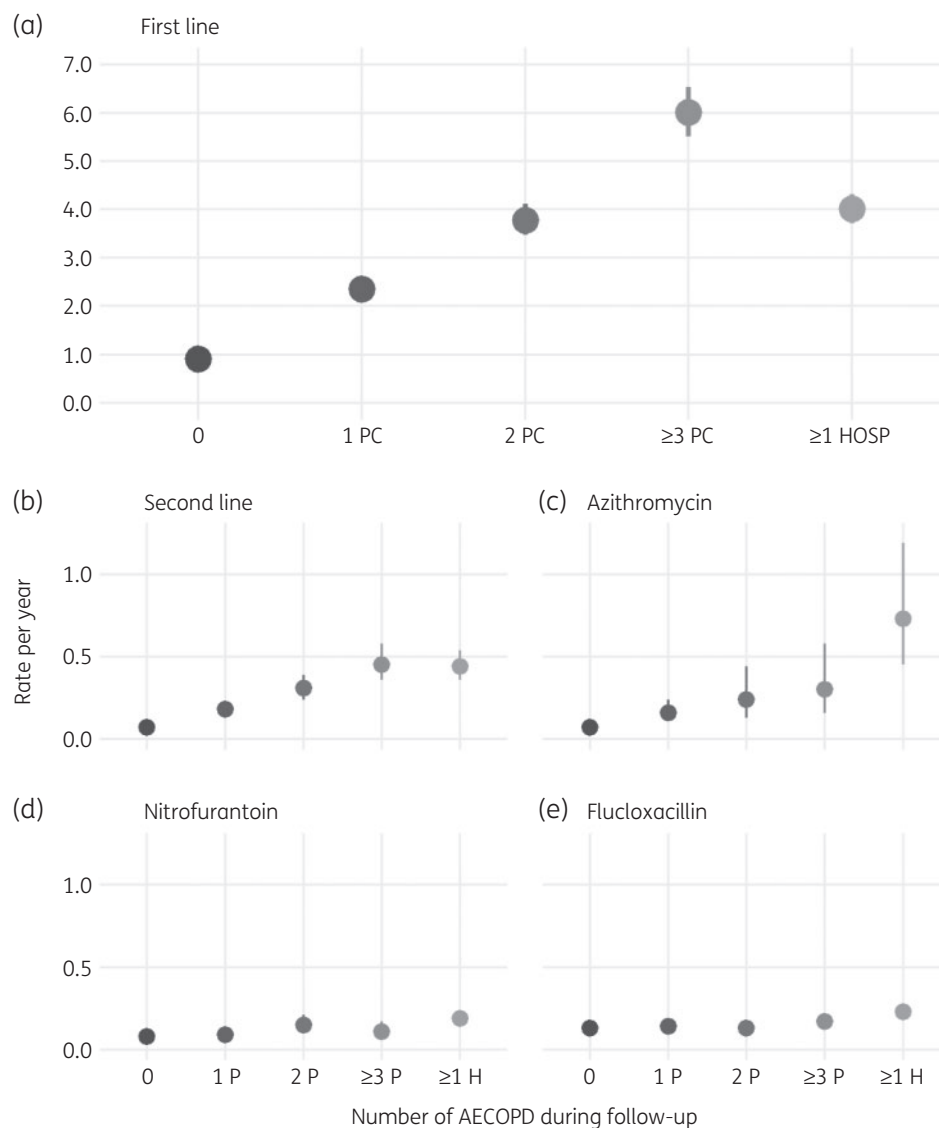 (a) First line
7.0
6.0
5.0
4.0
3.0
2.0
1.0
0.0
0 1 PC 2 PC ≥3 PC ≥1 HOSP
(b) Second line (c) Azithromycin
Rate per year
1.0
0.5
0.0
(d) Nitrofurantoin (e) Flucloxacillin
1.0
0.5
0.0
0 1 P 2 P ≥3 P ≥1 H 0 1 P 2 P ≥3 P ≥1 H
Number of AECOPD during follow-up